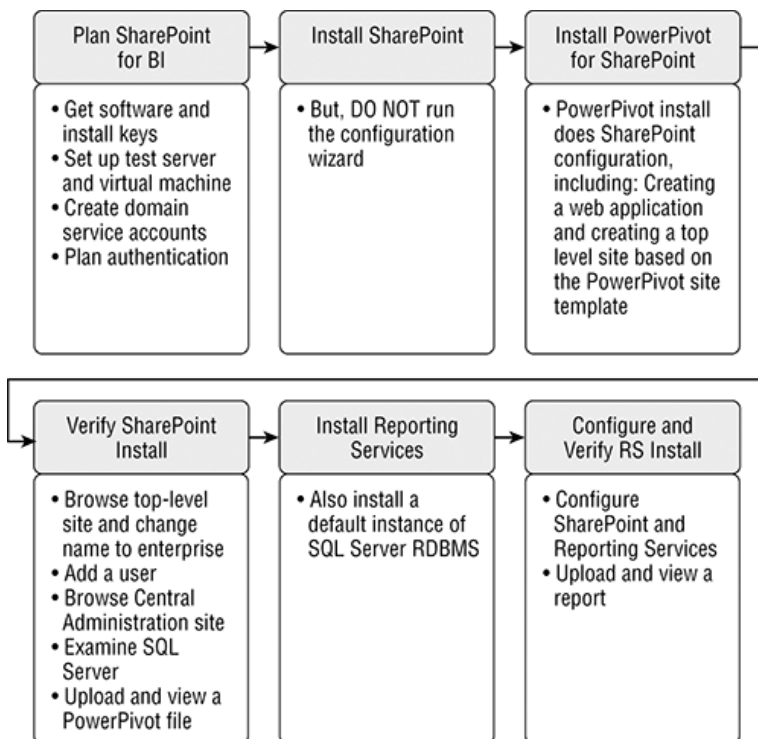 Plan SharePoint
for BI
• Get software and
install keys
• Set up test server
and virtual machine
• Create domain
service accounts
• Plan authentication
Install SharePoint
• But, DO NOT run
the configuration
wizard
Install PowerPivot
for SharePoint
• PowerPivot install
does SharePoint
configuration,
including: Creating
a web application
and creating a top
level site based on
the PowerPivot site
template
Verify SharePoint
Install
• Browse top-level
site and change
name to enterprise
• Add a user
• Browse Central
Administration site
• Examine SQL
Server
• Upload and view a
PowerPivot file
Install Reporting
Services
• Also install a
default instance of
SQL Server RDBMS
Configure and
Verify RS Install
• Configure
SharePoint and
Reporting Services
• Upload and view a
report